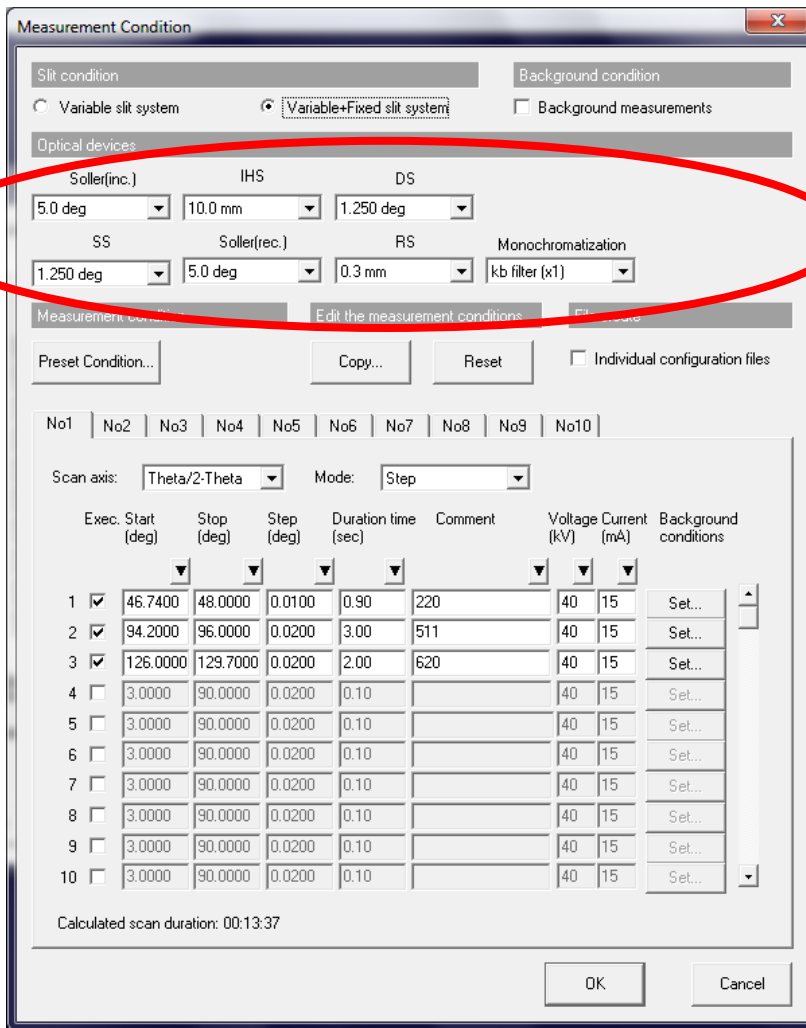 Measurement Condition
Slit condition Background condition
Variable slit system Variable+Fixed slit system Background measurements
Optical devices
Soller(inc.) IHS DS
5.0 deg 10.0 mm 1.250 deg
SS Soller(rec.) RS Monochromatization
1.250 deg 5.0 deg 0.3 mm kb filter (x1)
Measurement Edit the measurement conditions
Preset Condition... Copy... Reset Individual configuration files
No1 No2 No3 No4 No5 No6 No7 No8 No9 No10
Scan axis: Theta/2-Theta Mode: Step
Exec. Start Stop Step Duration time Comment Voltage Current Background
(deg) (deg) (deg) (sec) (kV) (mA) conditions
1 46.7400 48.0000 0.0100 0.90 220 40 15 Set...
2 94.2000 96.0000 0.0200 3.00 511 40 15 Set...
3 126.0000 129.7000 0.0200 2.00 620 40 15 Set...
4 3.0000 90.0000 0.0200 0.10 40 15 Set...
5 3.0000 90.0000 0.0200 0.10 40 15 Set...
6 3.0000 90.0000 0.0200 0.10 40 15 Set...
7 3.0000 90.0000 0.0200 0.10 40 15 Set...
8 3.0000 90.0000 0.0200 0.10 40 15 Set...
9 3.0000 90.0000 0.0200 0.10 40 15 Set...
10 3.0000 90.0000 0.0200 0.10 40 15 Set...
Calculated scan duration: 00:13:37
OK Cancel